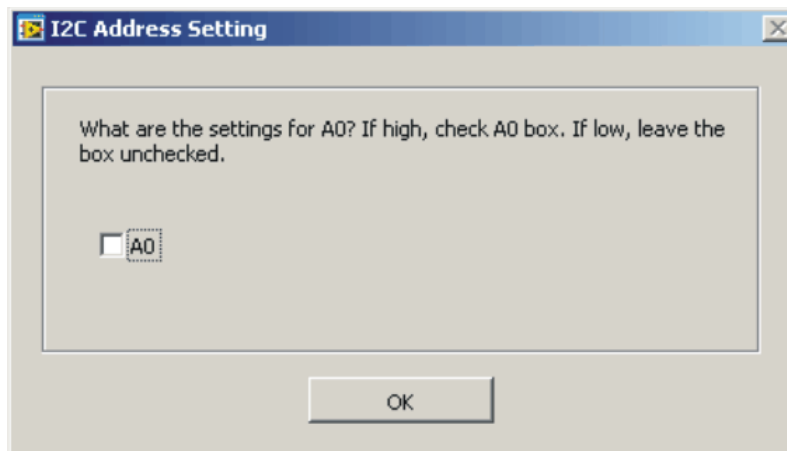 I2C Address Setting
What are the settings for A0? If high, check A0 box. If low, leave the
box unchecked.
A0
OK